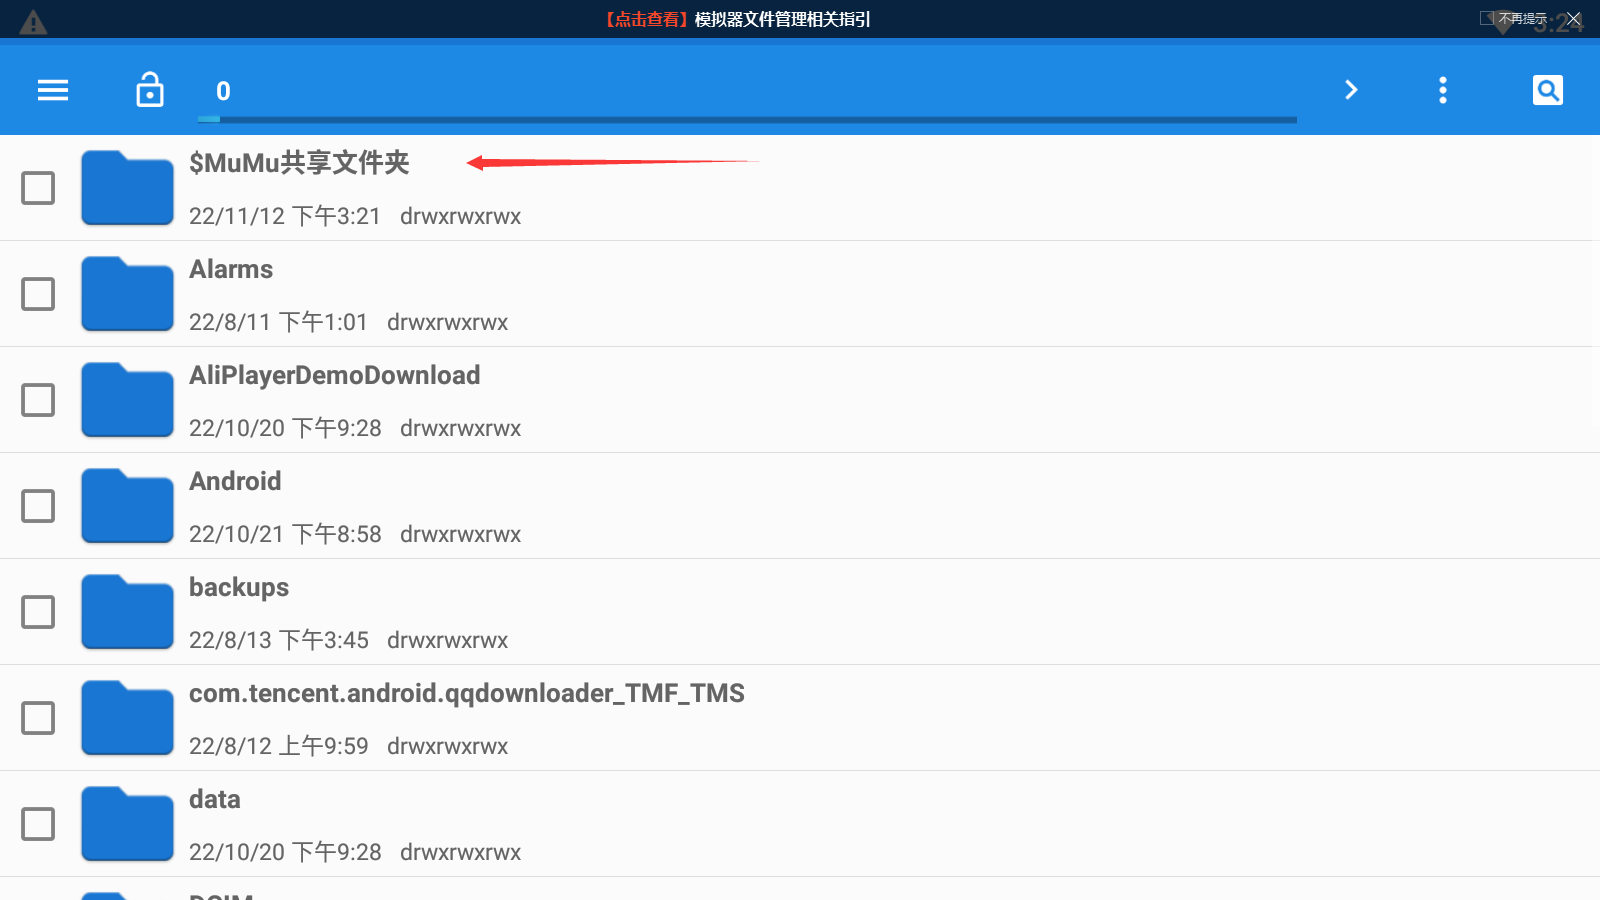 【点击查看】模拟器文件管理相关指引
不再提示
3:24
0
$MuMu共享文件夹
22/11/12 下午3:21 drwxrwxrwx
Alarms
22/8/11 下午1:01 drwxrwxrwx
AliPlayerDemoDownload
22/10/20 下午9:28 drwxrwxrwx
Android
22/10/21 下午8:58 drwxrwxrwx
backups
22/8/13 下午3:45 drwxrwxrwx
com.tencent.android.qqdownloader_TMF_TMS
22/8/12 上午9:59 drwxrwxrwx
data
22/10/20 下午9:28 drwxrwxrwx